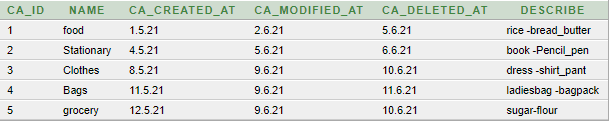 CA_ID NAME CA_CREATED_AT CA_MODIFIED_AT CA_DELETED_AT DESCRIBE
1 food 1.5.21 2.6.21 5.6.21 rice -bread_butter
2 Stationary 4.5.21 5.6.21 6.6.21 book -Pencil_pen
3 Clothes 8.5.21 9.6.21 10.6.21 dress -shirt_pant
4 Bags 11.5.21 9.6.21 11.6.21 ladiesbag -bagpack
5 grocery 12.5.21 9.6.21 10.6.21 sugar-flour